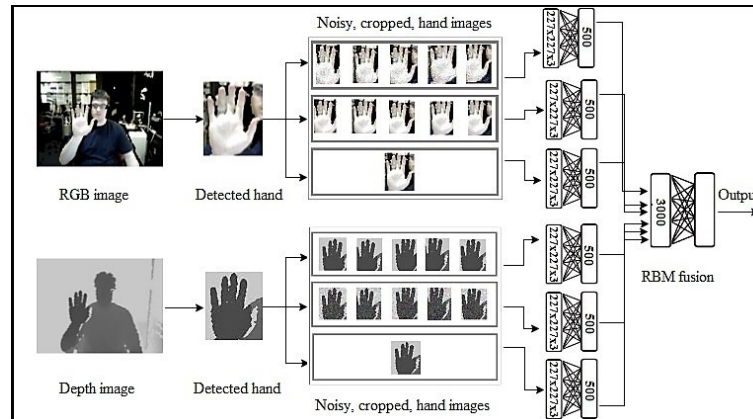 Noisy, cropped, hand images
RGB image
Detected hand
227x227x3
500
227x227x3
500
227x227x3
500
3000
Output
RBM fusion
227x227x3
500
227x227x3
500
227x227x3
500
Depth image
Detected hand
Noisy, cropped, hand images